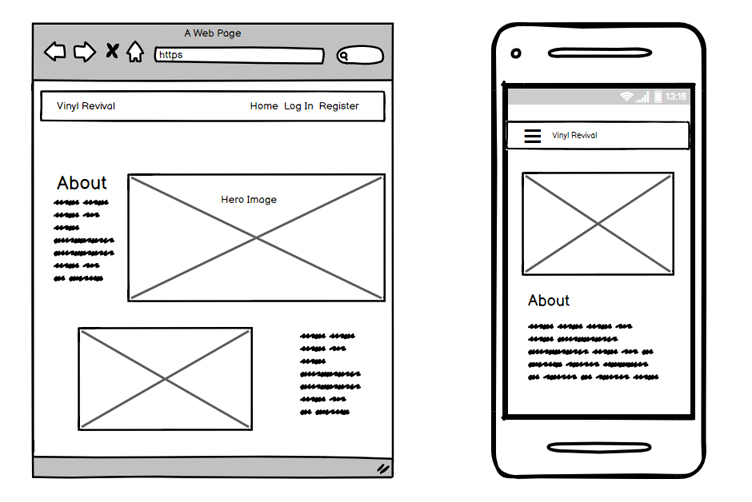 A Web Page
https
Vinyl Revival Home Log In Register
About
Hero Image
13:18
Vinyl Revival
About